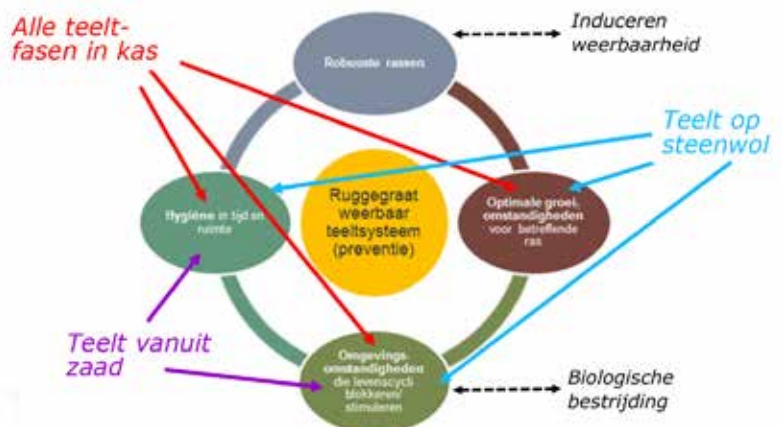 Alle teelt-
fasen in kas
Robuuste rassen
Induceren
weerbaarheid
Teelt op
steenwol
Hygiëne in tijd en
ruimte
Ruggegraat
weerbaar
teeltsysteem
(preventie)
Optimale groei.
omstandigheden
voor betreffende
ras
Teelt vanuit
zaad
Omgevings.
omstandigheden
die levenscycli
blokkeren/
stimuleren
Biologische
bestrijding